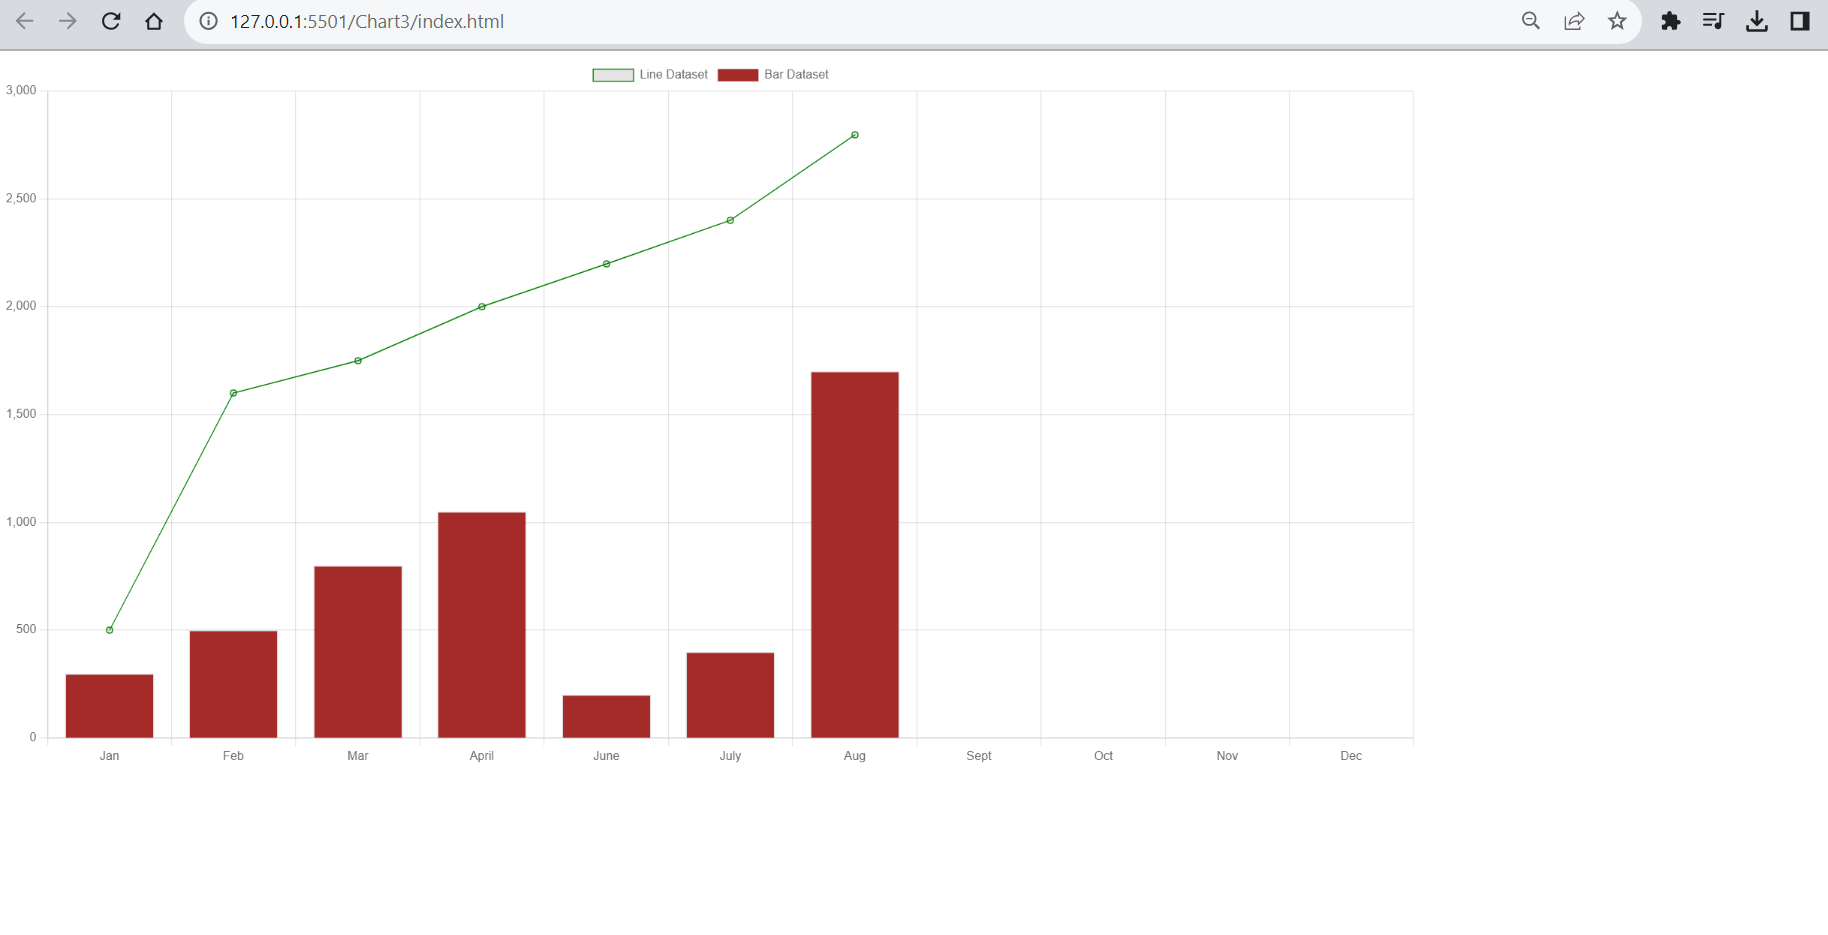 127.0.0.1:5501/Chart3/index.html
Line Dataset Bar Dataset
3,000
2,500
2,000
1,500
1,000
500
0
Jan Feb Mar April June July Aug Sept Oct Nov Dec